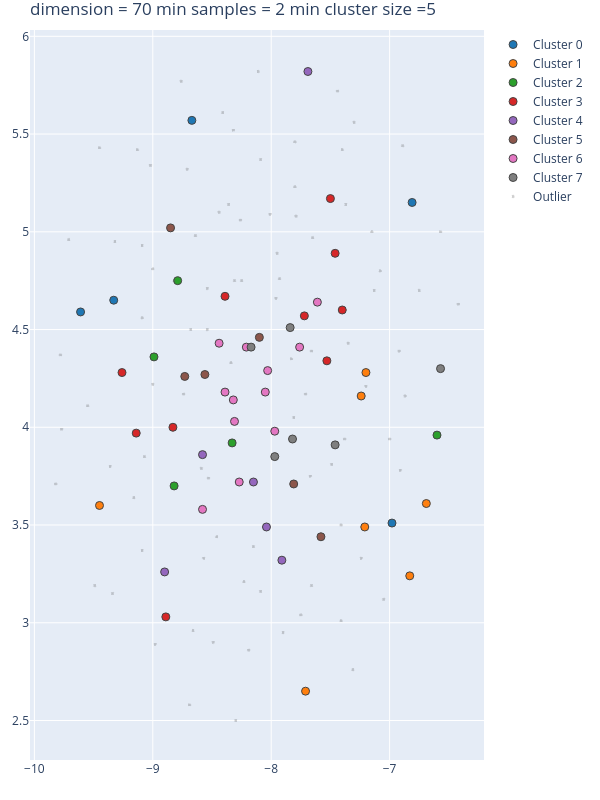 dimension = 70 min samples = 2 min cluster size =5
6
5.5
5
4.5
4
3.5
3
2.5
−10
−9
−8
−7
Cluster 0
Cluster 1
Cluster 2
Cluster 3
Cluster 4
Cluster 5
Cluster 6
Cluster 7
Outlier